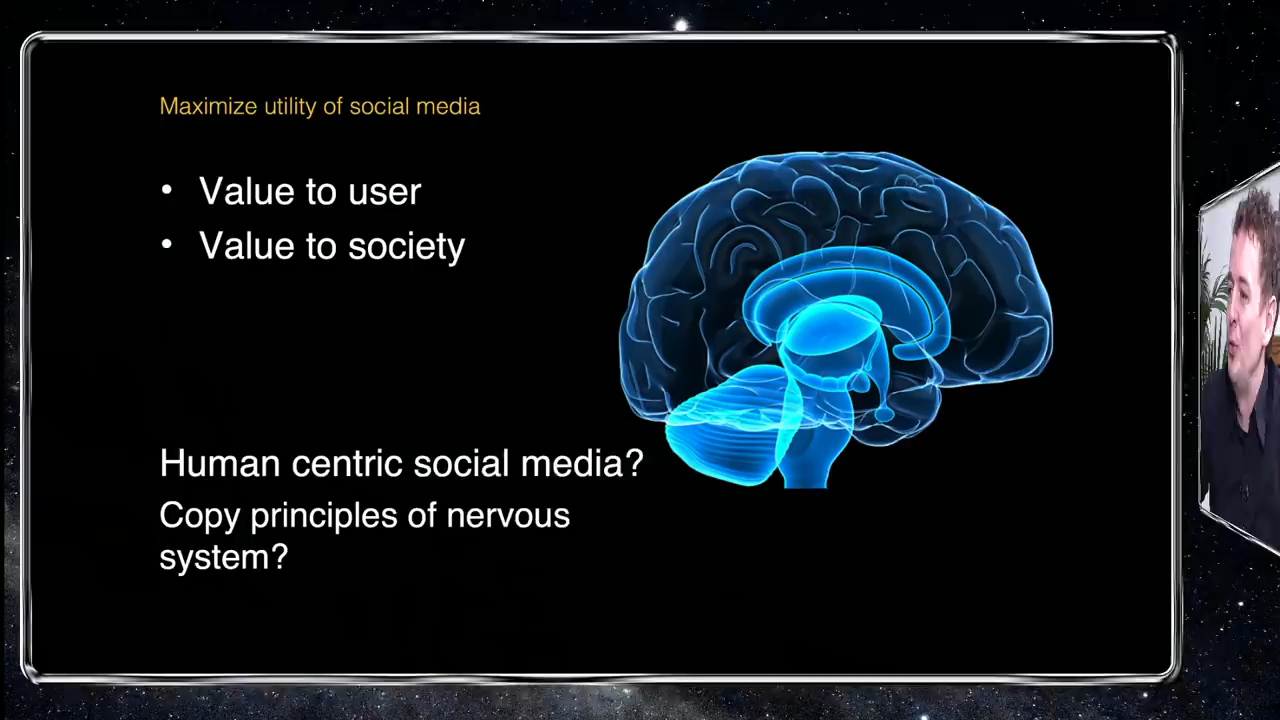 Maximize utility of social media
• Value to user
• Value to society
Human centric social media?
Copy principles of nervous
system?